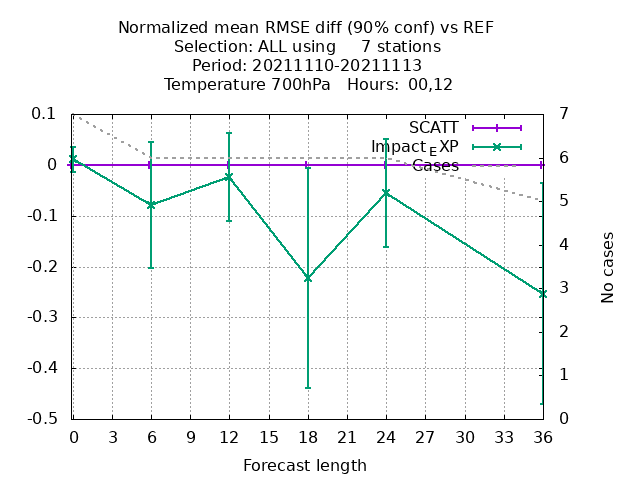 Normalized mean RMSE diff (90% conf) vs REF
Selection: ALL using 7 stations
Period: 20211110-20211113
Temperature 700hPa Hours: 00,12
0.1
0
-0.1
-0.2
-0.3
-0.4
-0.5
SCATT
Impact_EXP
Cases
7
6
5
4
3
2
1
0
No cases
0 3 6 9 12 15 18 21 24 27 30 33 36
Forecast length